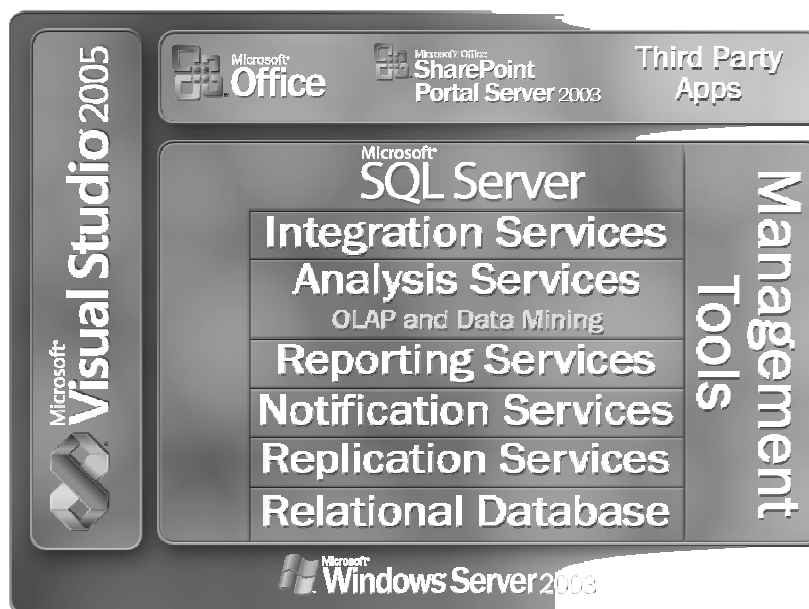 Microsoft®
Visual Studio® 2005
Microsoft®
Office
Microsoft® Office
SharePoint
Portal Server 2003
Third Party
Apps
Microsoft®
SQL Server
Integration Services
Analysis Services
OLAP and Data Mining
Reporting Services
Notification Services
Replication Services
Relational Database
Management
Tools
Microsoft®
Windows Server 2003